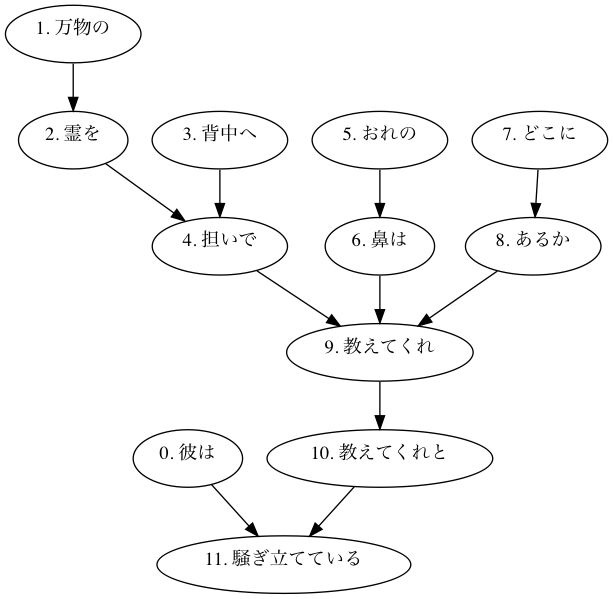 1. 万物の
2. 霊を
3. 背中へ
5. おれの
7. どこに
4. 担いで
6. 鼻は
8. あるか
9. 教えてくれ
0. 彼は
10. 教えてくれと
11. 騒ぎ立てている